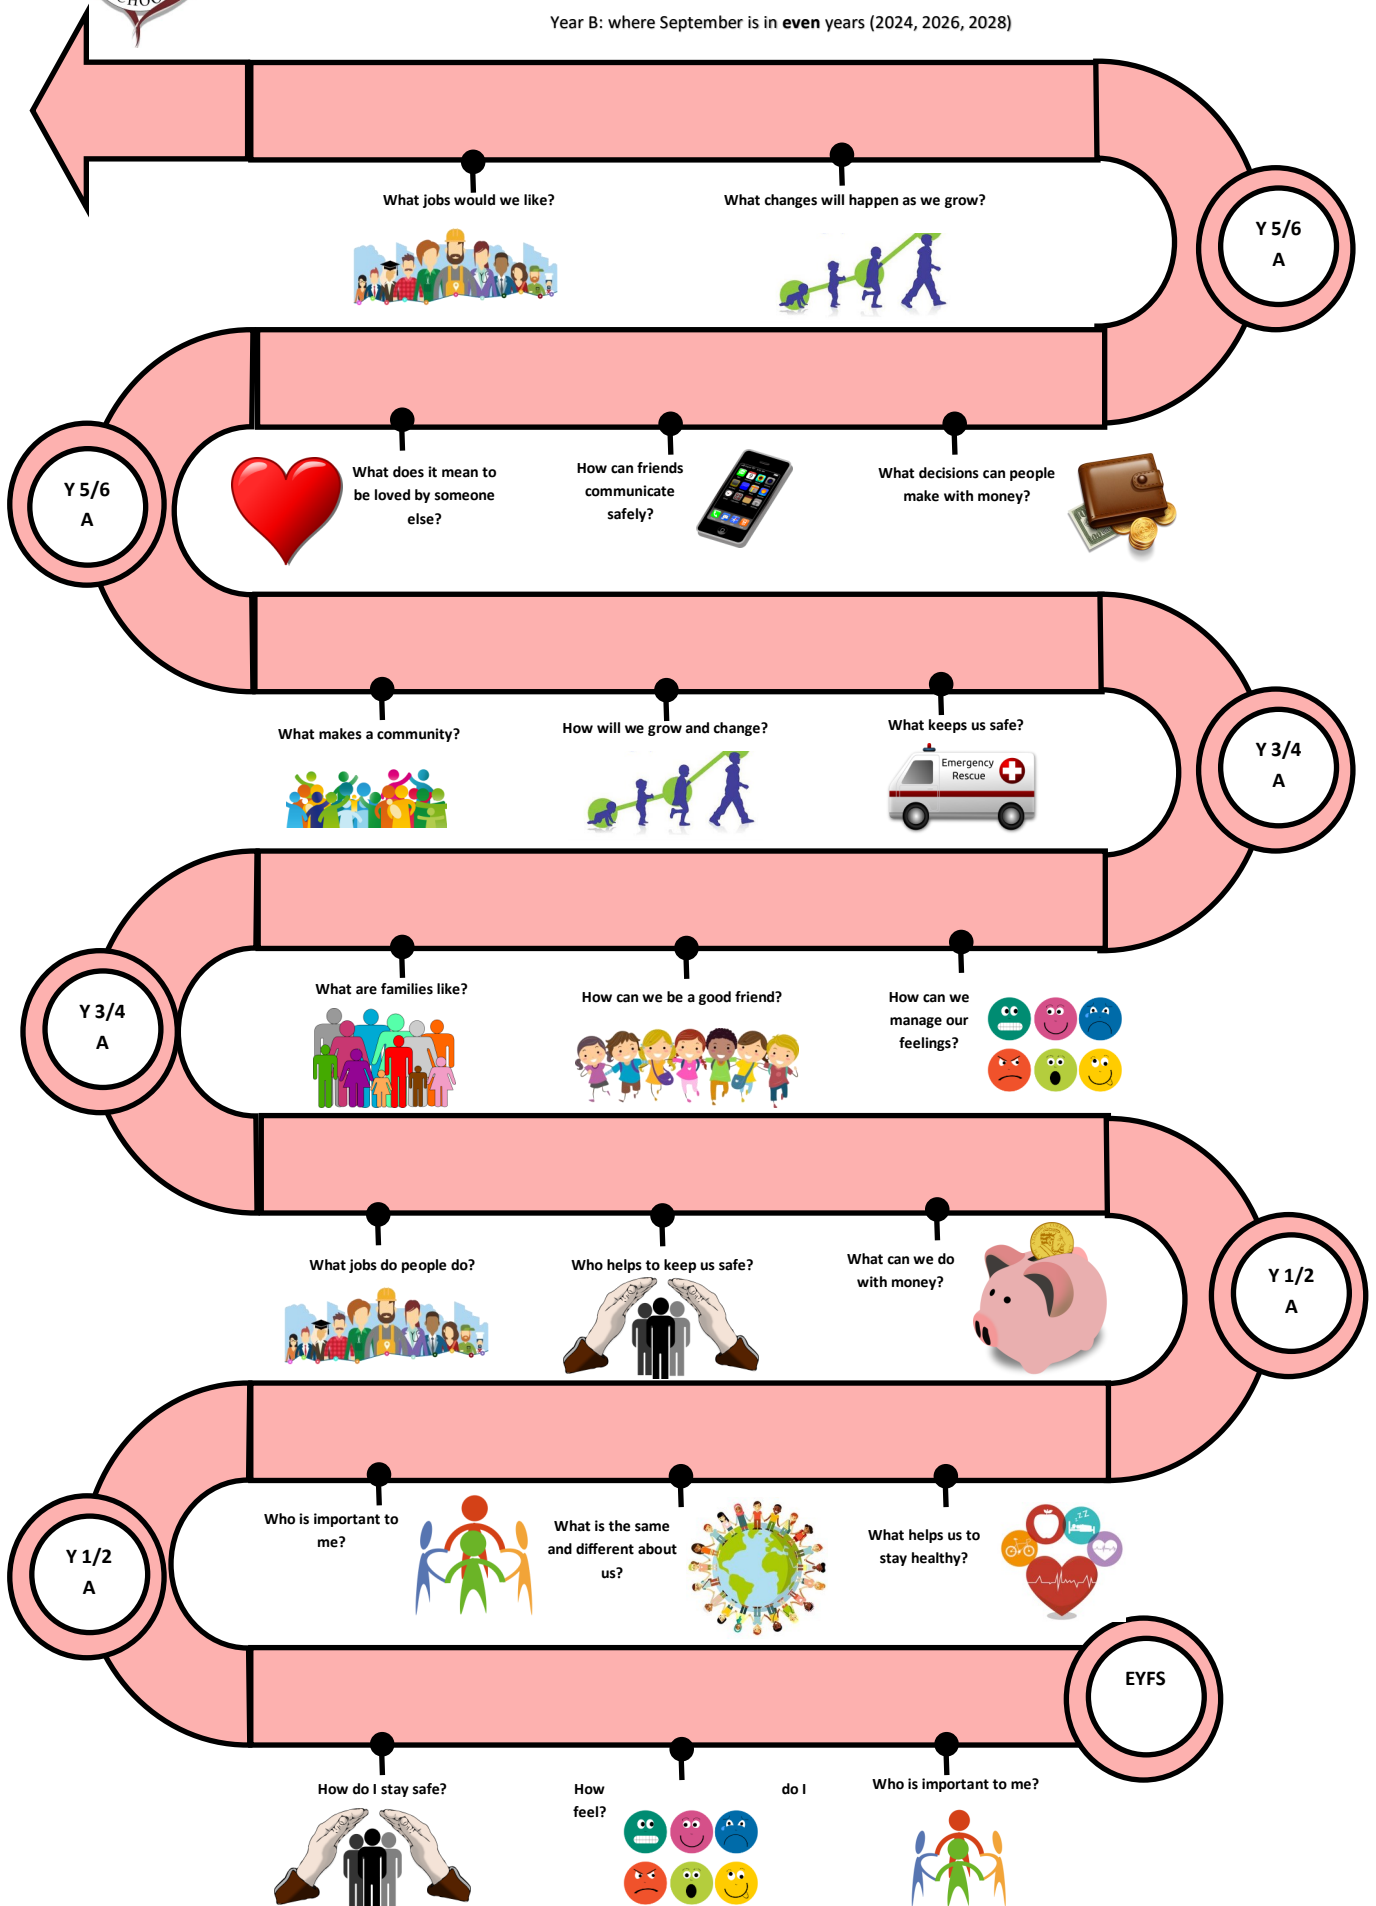 CHOO
Year B: where September is in even years (2024, 2026, 2028)
What jobs would we like?
What changes will happen as we grow?
Y 5/6
A
What does it mean to
be loved by someone
else?
How can friends
communicate
safely?
What decisions can people
make with money?
Y 5/6
A
What makes a community?
How will we grow and change?
What keeps us safe?
Emergency
Rescue
Y 3/4
A
What are families like?
How can we be a good friend?
How can we
manage our
feelings?
Y 3/4
A
What jobs do people do?
Who helps to keep us safe?
What can we do
with money?
Y 1/2
A
Who is important to
me?
What is the same
and different about
us?
What helps us to
stay healthy?
zZZ
Y 1/2
A
EYFS
How do I stay safe?
How do I
feel?
Who is important to me?